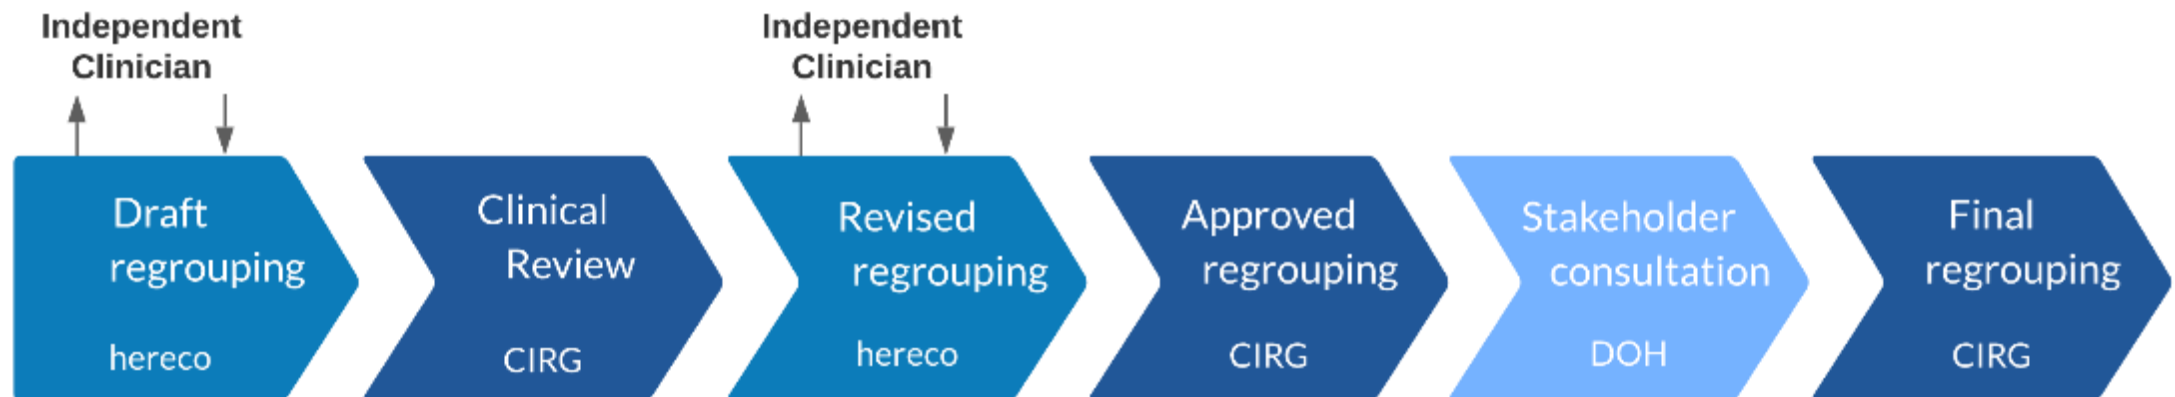 Independent
Clinician
Independent
Clinician
Draft
regrouping
hereco
Clinical
Review
CIRG
Revised
regrouping
hereco
Approved
regrouping
CIRG
Stakeholder
consultation
DOH
Final
regrouping
CIRG